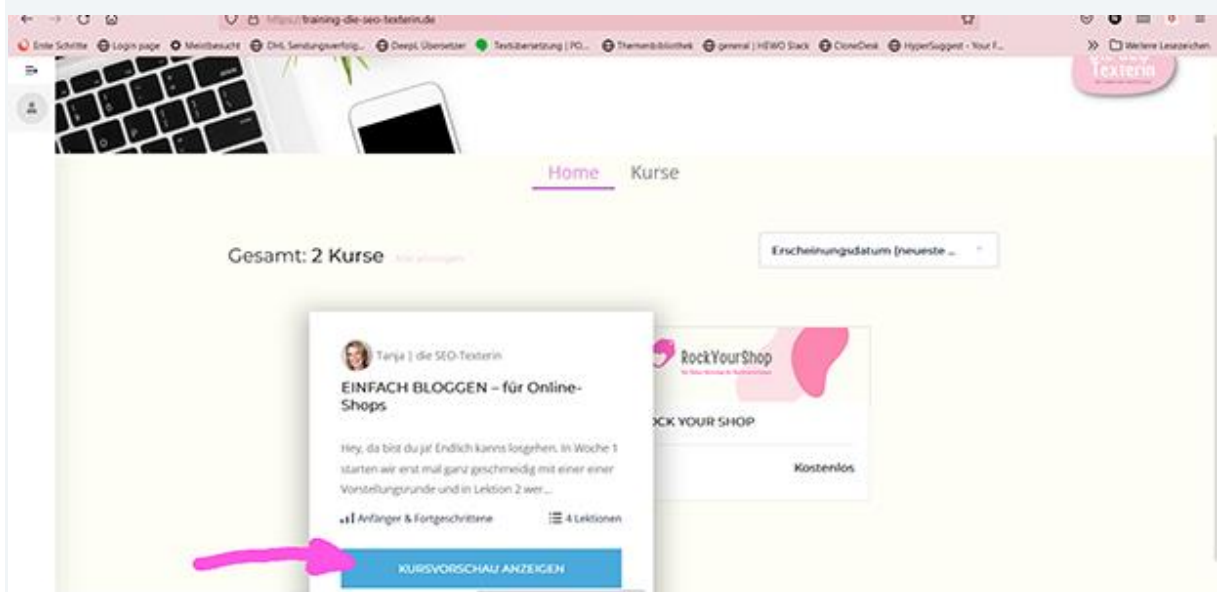 https://training-die-seo-texterin.de
Erste Schritte Login page Meistbesucht DHL Sendungsverfolg... DeepL Übersetzer Textübersetzung | PO... Themenbibliothek general | HEWO Slack CloneDesk HyperSuggest - Your F... Weitere Lesezeichen
Texterin
Home Kurse
Gesamt: 2 Kurse
Erscheinungsdatum (neueste ...
Tanja | die SEO-Texterin
EINFACH BLOGGEN – für Online-
Shops
Hey, da bist du ja! Endlich kanns losgehen. In Woche 1
starten wir erst mal ganz geschmeidig mit einer einer
Vorstellungsrunde und in Lektion 2 wer...
Anfänger & Fortgeschrittene 4 Lektionen
KURSVORSCHAU ANZEIGEN
RockYourShop
OCK YOUR SHOP
Kostenlos